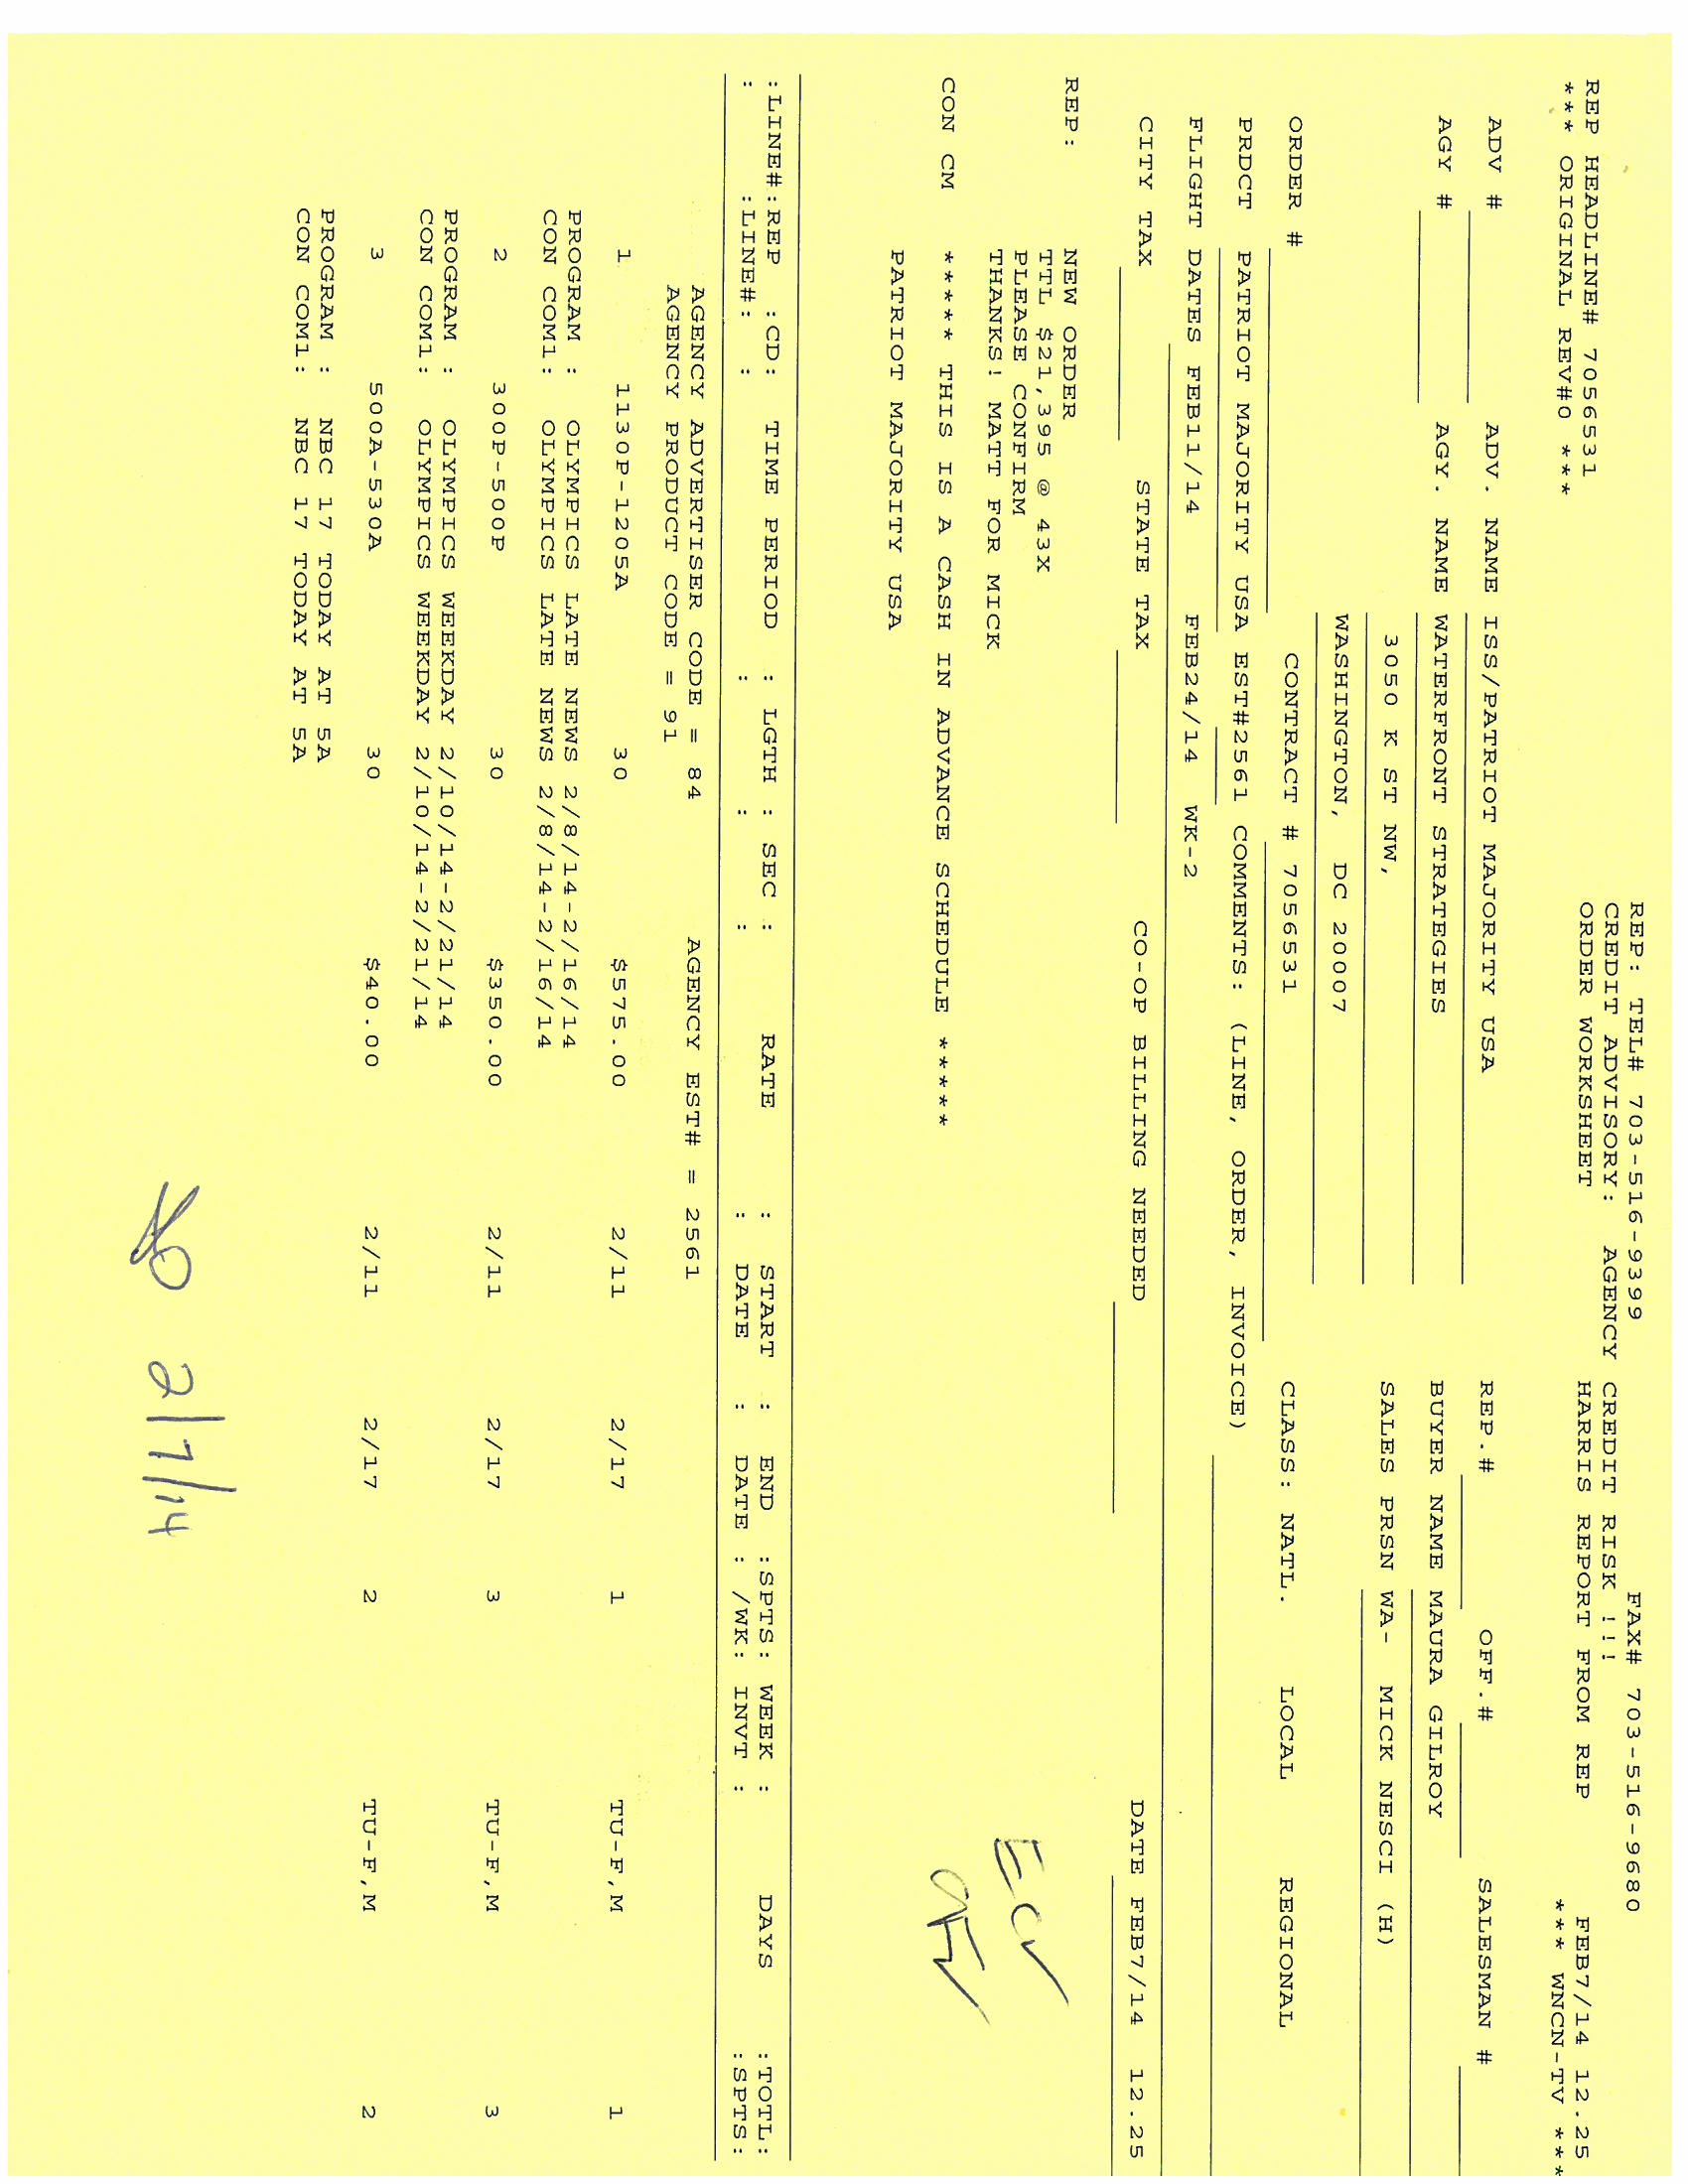 REP: TEL# 703-516-9399 FAX# 703-516-9680
CREDIT ADVISORY: AGENCY CREDIT RISK !!!
REP HEADLINE# 7056531 ORDER WORKSHEET HARRIS REPORT FROM REP FEB7/14 12.25
*** ORIGINAL REV#0 *** *** WNCN-TV ***
ADV # ADV. NAME ISS/PATRIOT MAJORITY USA REP.# OFF.# SALESMAN #
AGY # AGY. NAME WATERFRONT STRATEGIES BUYER NAME MAURA GILROY
3050 K ST NW, SALES PRSN WA- MICK NESCI (H)
WASHINGTON, DC 20007
ORDER # CONTRACT # 7056531 CLASS: NATL. LOCAL REGIONAL
PRDCT PATRIOT MAJORITY USA EST#2561 COMMENTS: (LINE, ORDER, INVOICE)
FLIGHT DATES FEB11/14 FEB24/14 WK-2
CITY TAX STATE TAX CO-OP BILLING NEEDED DATE FEB7/14 12.25
REP: NEW ORDER
TTL $21,395 @ 43X
PLEASE CONFIRM
THANKS! MATT FOR MICK
CON CM ***** THIS IS A CASH IN ADVANCE SCHEDULE *****
PATRIOT MAJORITY USA
:LINE#:REP :CD: TIME PERIOD : LGTH : SEC : RATE : START : END :SPTS: WEEK : DAYS :TOTL:
: :LINE#: : : : : : DATE : DATE : /WK: INVT : :SPTS:
AGENCY ADVERTISER CODE = 84 AGENCY EST# = 2561
AGENCY PRODUCT CODE = 91
1 1130P-1205A 30 $575.00 2/11 2/17 1 TU-F,M 1
PROGRAM : OLYMPICS LATE NEWS 2/8/14-2/16/14
CON COM1: OLYMPICS LATE NEWS 2/8/14-2/16/14
2 300P-500P 30 $350.00 2/11 2/17 3 TU-F,M 3
PROGRAM : OLYMPICS WEEKDAY 2/10/14-2/21/14
CON COM1: OLYMPICS WEEKDAY 2/10/14-2/21/14
3 500A-530A 30 $40.00 2/11 2/17 2 TU-F,M 2
PROGRAM : NBC 17 TODAY AT 5A
CON COM1: NBC 17 TODAY AT 5A
2/7/14